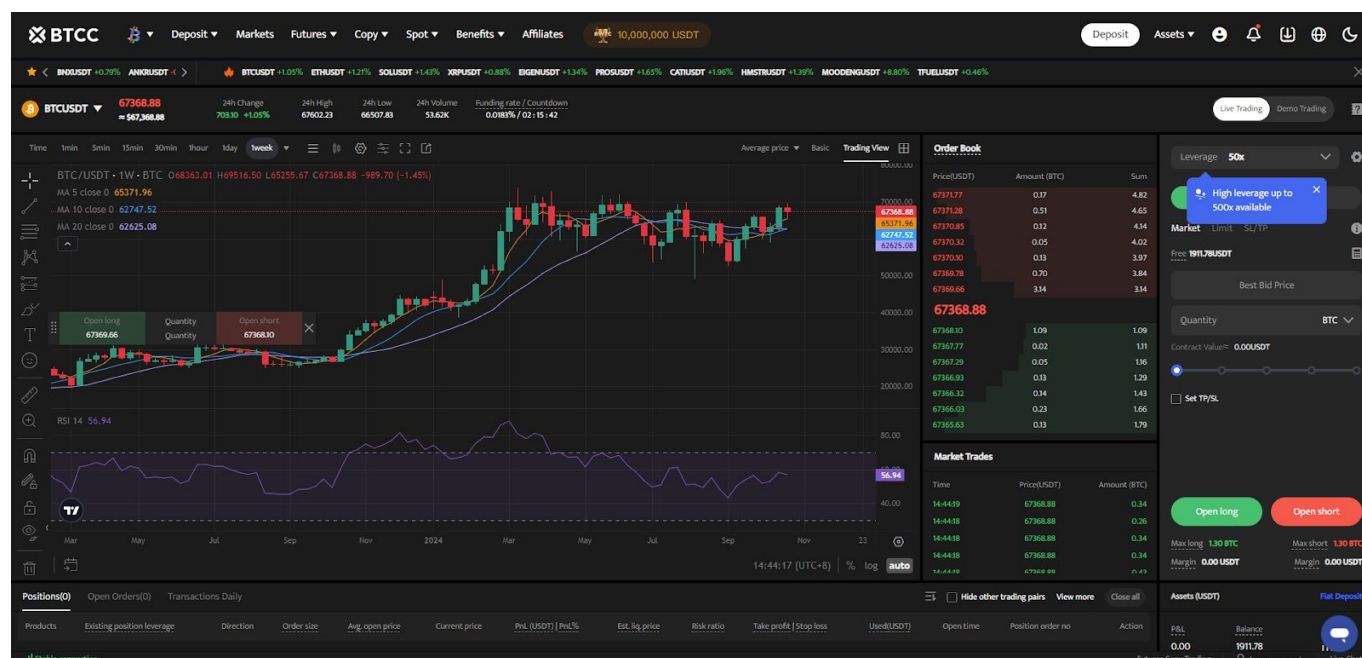 BTCC Deposit Markets Futures Copy Spot Benefits Affiliates 10,000,000 USDT Deposit Assets
BNXUSDT +0.79% ANKRUSDT BTCUSDT +1.05% ETHUSDT +1.21% SOLUSDT +1.43% XRPUSDT +0.88% EIGENUSDT +1.34% PROSUSDT +1.65% CATIUSDT +1.96% HMSTRUSDT +1.39% MOODENGUSDT +8.80% TFUELUSDT +0.46%
BTCUSDT 67368.88 24h Change 24h High 24h Low 24h Volume Funding rate / Countdown Live Trading Demo Trading
≈ $67,368.88 703.10 +1.05% 67602.23 66507.83 53.62K 0.0183% / 02 : 15 : 42
Time 1min 5min 15min 30min 1hour 1day 1week Average price Basic Trading View
BTC/USDT · 1W · BTC O68363.01 H69516.50 L65255.67 C67368.88 -989.70 (-1.45%)
MA 5 close 0 65371.96
MA 10 close 0 62747.52
MA 20 close 0 62625.08
80000.00
70000.00
67368.88
65371.96
62747.52
62625.08
50000.00
40000.00
30000.00
20000.00
Open long Quantity Open short
67369.66 Quantity 67368.10
RSI 14 56.94
80.00
56.94
40.00
Mar May Jul Sep Nov 2024 Mar May Jul Sep Nov 23
14:44:17 (UTC+8) % log auto
Order Book
Price(USDT) Amount (BTC) Sum
67371.77 0.17 4.82
67371.28 0.51 4.65
67370.85 0.12 4.14
67370.32 0.05 4.02
67370.10 0.13 3.97
67369.78 0.70 3.84
67369.66 3.14 3.14
67368.88
67368.10 1.09 1.09
67367.77 0.02 1.11
67367.29 0.05 1.16
67366.93 0.13 1.29
67366.32 0.14 1.43
67366.03 0.23 1.66
67365.63 0.13 1.79
Market Trades
Time Price(USDT) Amount (BTC)
14:44:19 67368.88 0.34
14:44:18 67368.88 0.26
14:44:18 67368.88 0.34
14:44:18 67368.88 0.34
14:44:18 67368.88 0.42
Leverage 50x
High leverage up to
500x available
Market Limit SL/TP
Free 1911.78USDT
Best Bid Price
Quantity BTC
Contract Value≈ 0.00USDT
Set TP/SL
Open long Open short
Max long 1.30 BTC Max short 1.30 BTC
Margin 0.00 USDT Margin 0.00 USDT
Positions(0) Open Orders(0) Transactions Daily Hide other trading pairs View more Close all
Products Existing position leverage Direction Order size Avg. open price Current price PnL (USDT) | PnL% Est. liq. price Risk ratio Take profit | Stop loss Used(USDT) Open time Position order no Action
Assets (USDT) Fiat Deposit
P&L Balance
0.00 1911.78
Stable connection